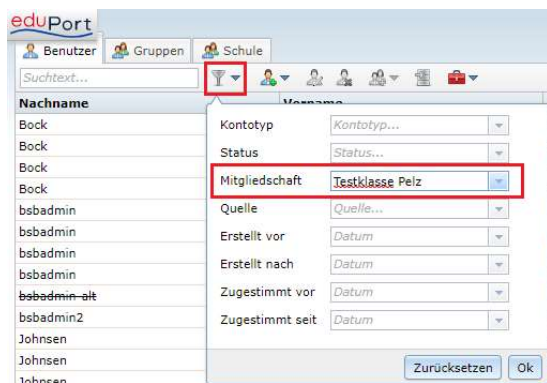 eduPort
Benutzer Gruppen Schule
Suchtext...
Nachname Vorname
Bock
Bock
Bock
Bock
bsbadmin
bsbadmin
bsbadmin
bsbadmin
bsbadmin-alt
bsbadmin2
Johnsen
Johnsen
Johnsen
Kontotyp Kontotyp...
Status Status...
Mitgliedschaft Testklasse Pelz
Quelle Quelle...
Erstellt vor Datum
Erstellt nach Datum
Zugestimmt vor Datum
Zugestimmt seit Datum
Zurücksetzen Ok